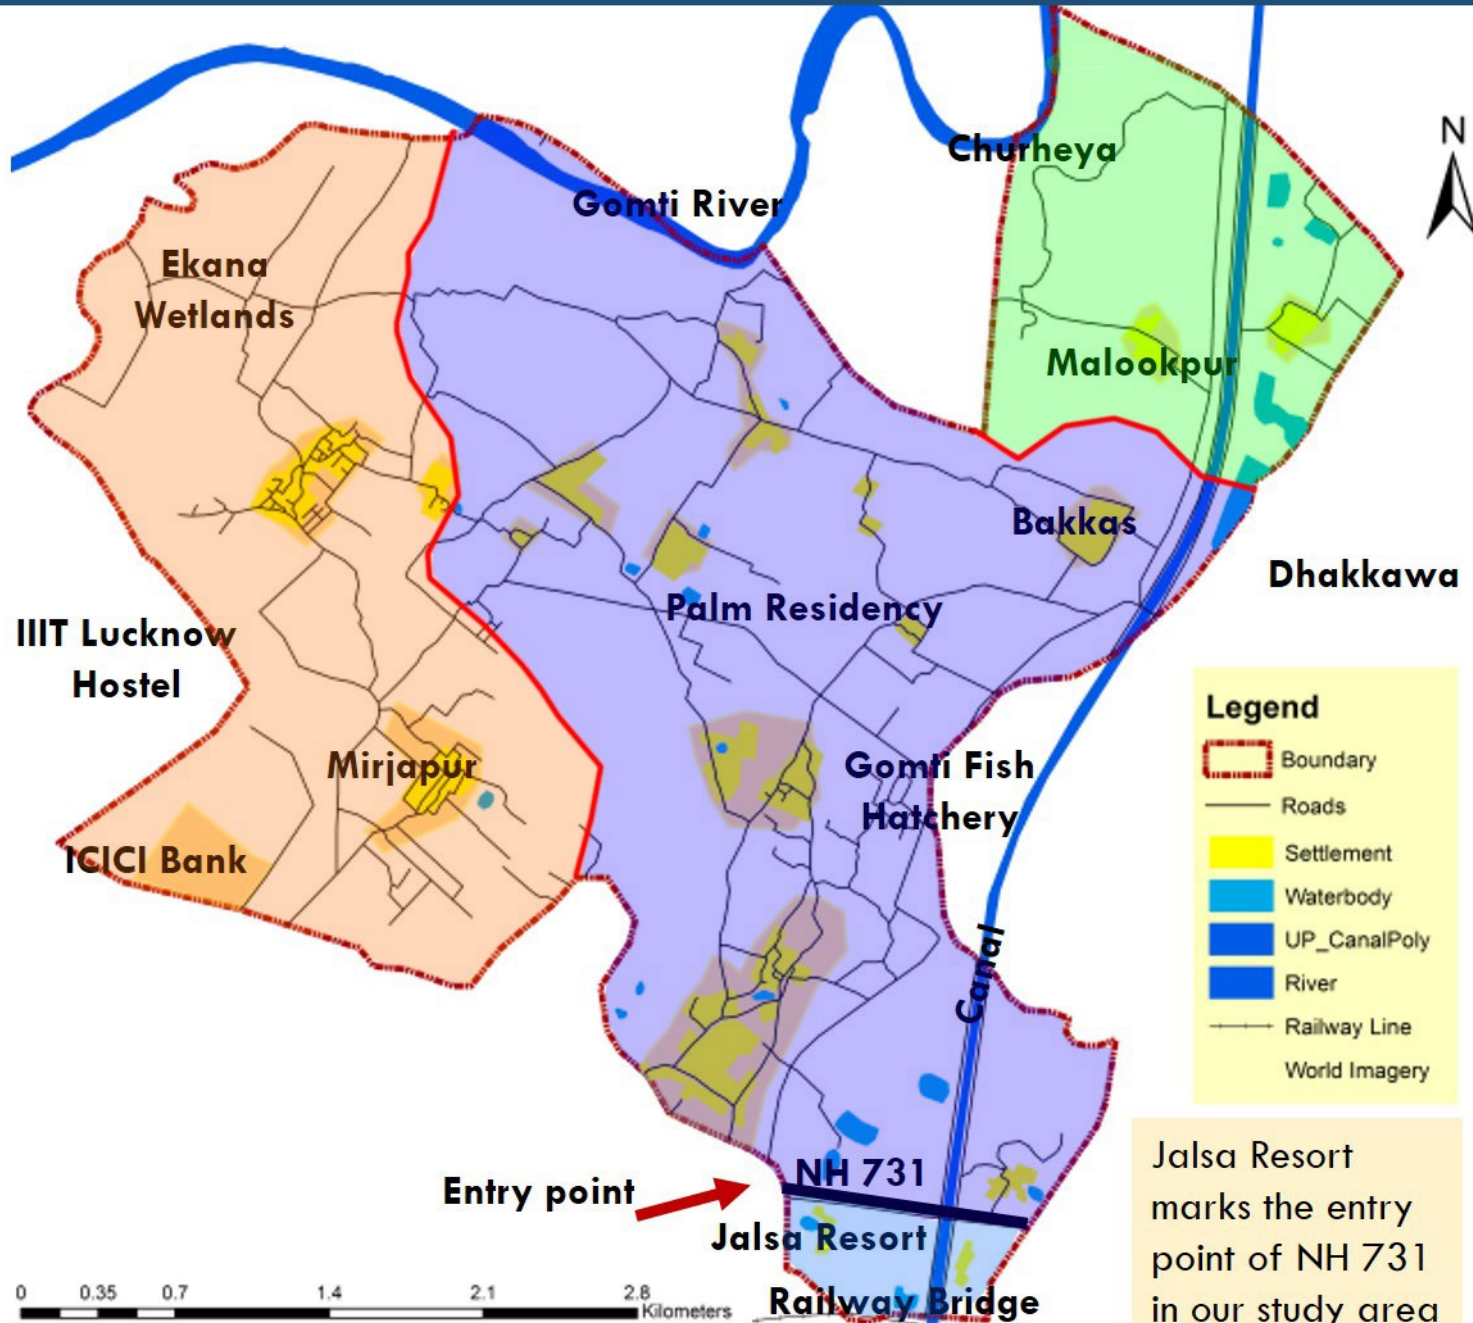 Churheya
N
Gomti River
Ekana
Wetlands
Malookpur
Bakkas
Dhakkawa
Palm Residency
IIIT Lucknow
Hostel
Mirjapur
Gomti Fish
Hatchery
ICICI Bank
Canal
Legend
Boundary
Roads
Settlement
Waterbody
UP_CanalPoly
River
Railway Line
World Imagery
Entry point
NH 731
Jalsa Resort
Railway Bridge
Jalsa Resort
marks the entry
point of NH 731
in our study area
0 0.35 0.7 1.4 2.1 2.8
Kilometers